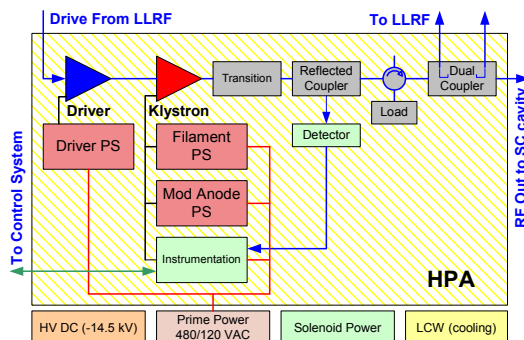 Drive From LLRF
To LLRF
Driver
Klystron
Transition
Reflected
Coupler
Load
Dual
Coupler
Detector
Driver PS
Filament
PS
Mod Anode
PS
Instrumentation
To Control System
RF Out to SC cavity
HPA
HV DC (-14.5 kV)
Prime Power
480/120 VAC
Solenoid Power
LCW (cooling)